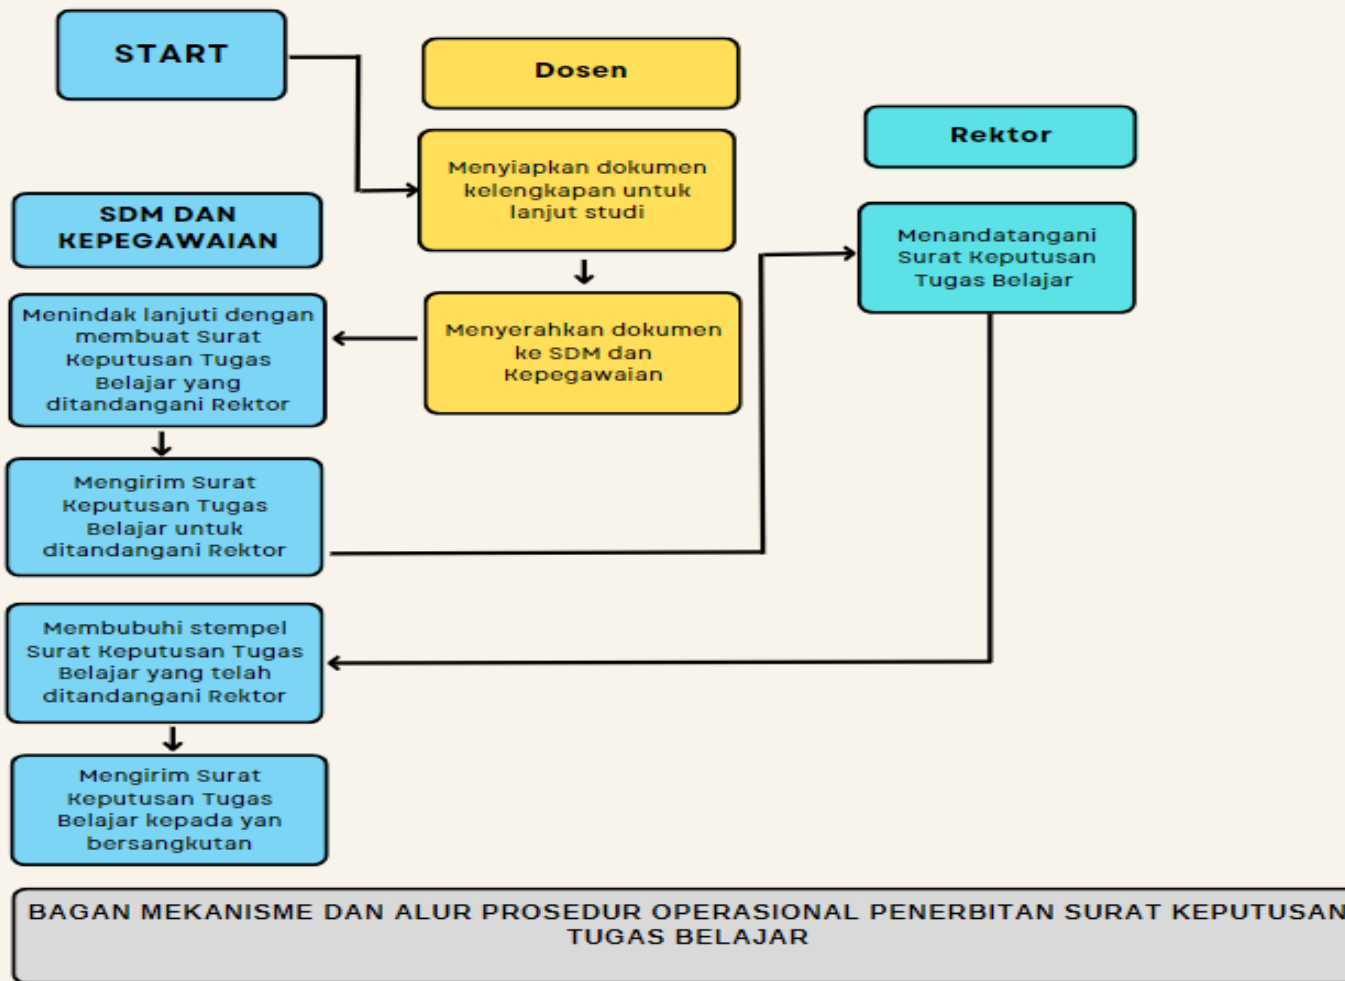 START
Dosen
Menyiapkan dokumen
kelengkapan untuk
lanjut studi
Menyerahkan dokumen
ke SDM dan
Kepegawaian
SDM DAN
KEPEGAWAIAN
Menindak lanjuti dengan
membuat Surat
Keputusan Tugas
Belajar yang
ditandangani Rektor
Mengirim Surat
Keputusan Tugas
Belajar untuk
ditandangani Rektor
Rektor
Menandatangani
Surat Keputusan
Tugas Belajar
Membubuhi stempel
Surat Keputusan Tugas
Belajar yang telah
ditandangani Rektor
Mengirim Surat
Keputusan Tugas
Belajar kepada yan
bersangkutan
BAGAN MEKANISME DAN ALUR PROSEDUR OPERASIONAL PENERBITAN SURAT KEPUTUSAN
TUGAS BELAJAR